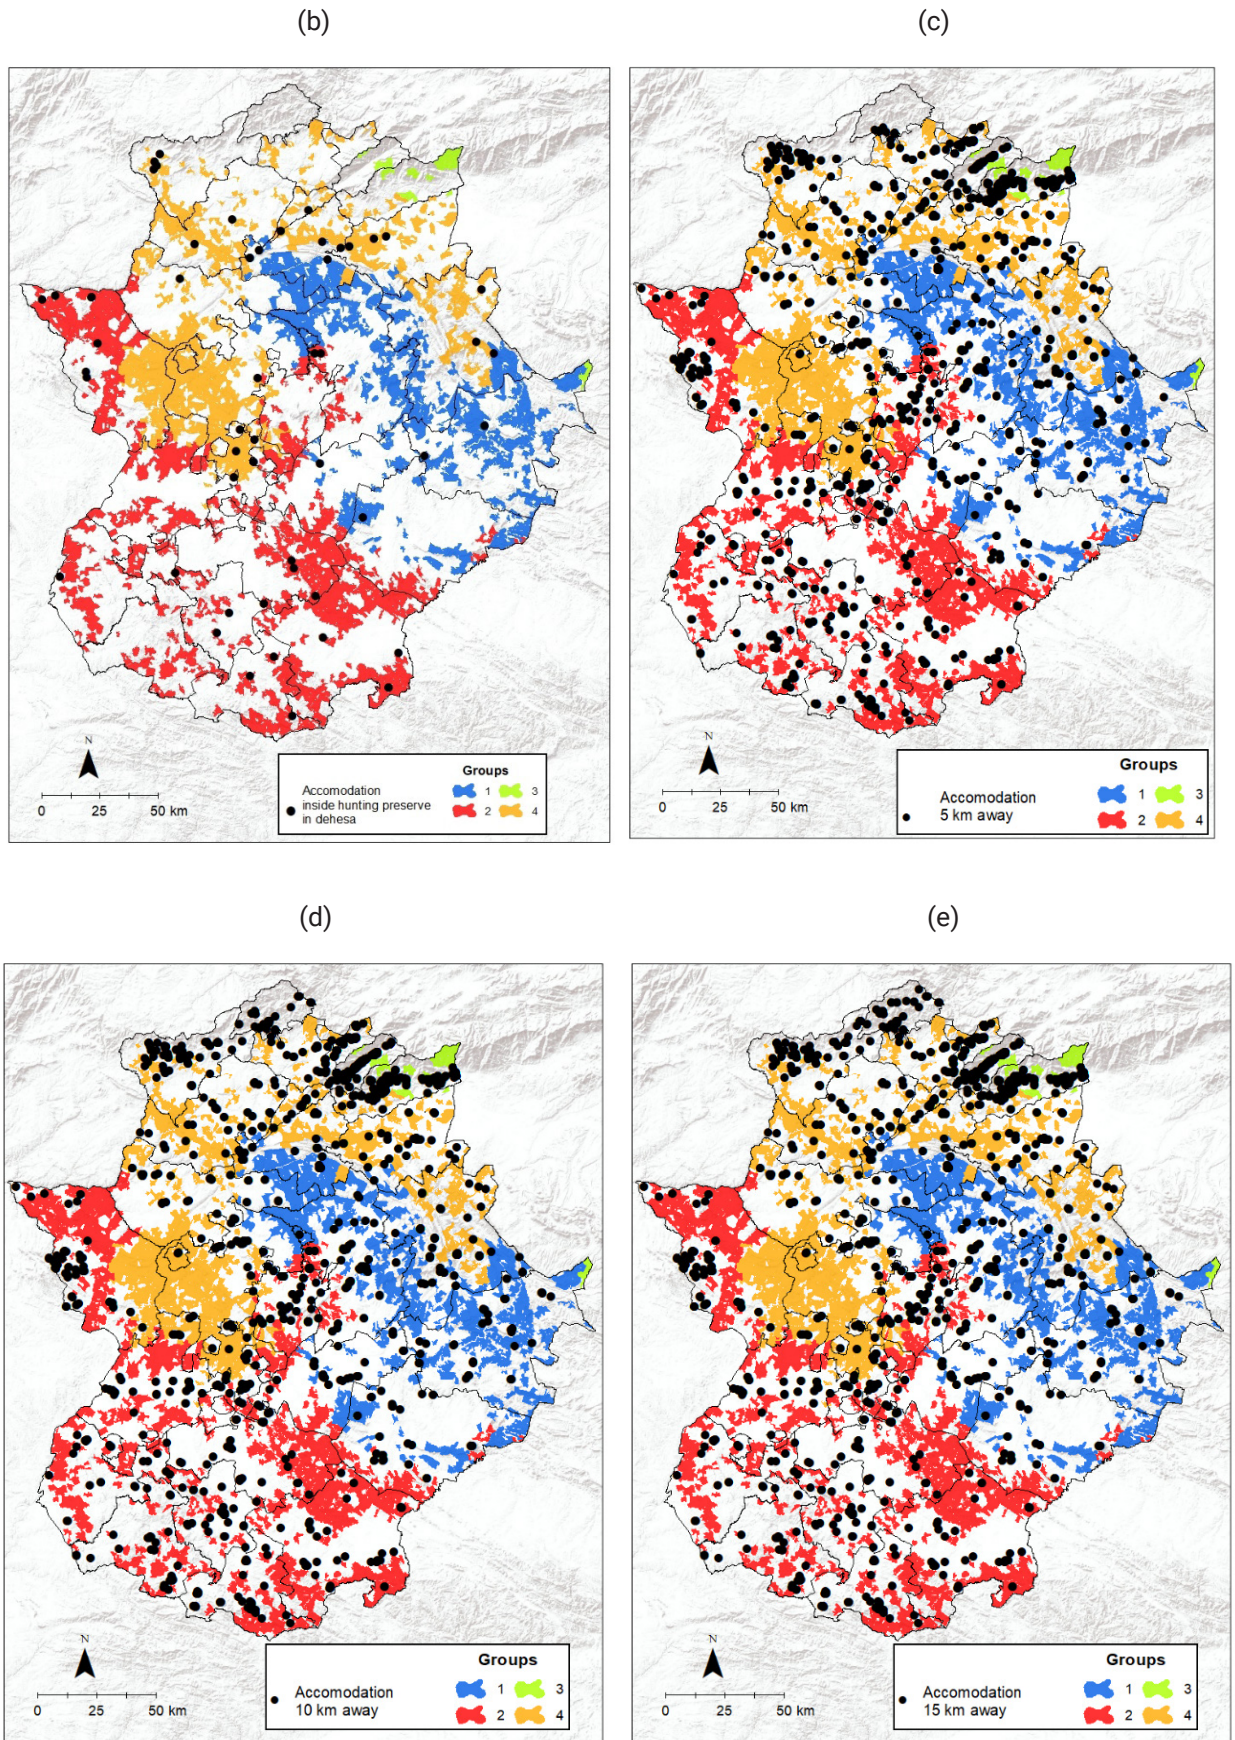 (b)
(c)
N
0 25 50 km
Accomodation
inside hunting preserve
in dehesa
Groups
1 3
2 4
N
0 25 50 km
Accomodation
5 km away
Groups
1 3
2 4
(d)
(e)
N
0 25 50 km
Accomodation
10 km away
Groups
1 3
2 4
N
0 25 50 km
Accomodation
15 km away
Groups
1 3
2 4